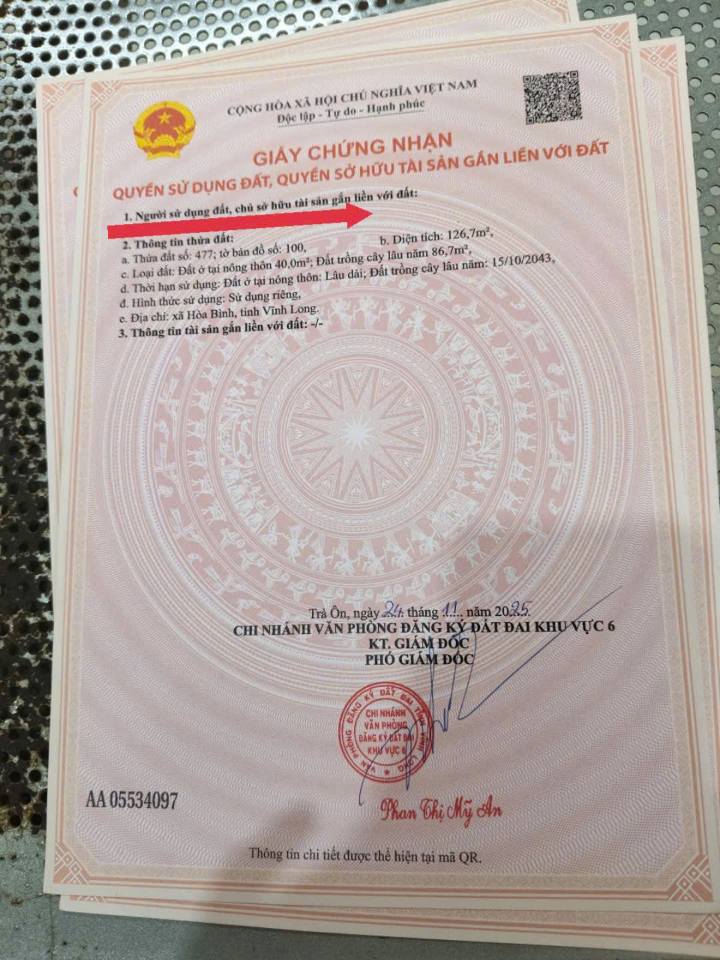 CỘNG HÒA XÃ HỘI CHỦ NGHĨA VIỆT NAM
Độc lập - Tự do - Hạnh phúc
GIẤY CHỨNG NHẬN
QUYỀN SỬ DỤNG ĐẤT, QUYỀN SỞ HỮU TÀI SẢN GẮN LIỀN VỚI ĐẤT
1. Người sử dụng đất, chủ sở hữu tài sản gắn liền với đất:
2. Thông tin thửa đất:
a. Thửa đất số: 477; tờ bản đồ số: 100, b. Diện tích: 126,7m²,
c. Loại đất: Đất ở tại nông thôn 40,0m²; Đất trồng cây lâu năm 86,7m²,
d. Thời hạn sử dụng: Đất ở tại nông thôn: Lâu dài; Đất trồng cây lâu năm: 15/10/2043,
đ. Hình thức sử dụng: Sử dụng riêng,
e. Địa chỉ: xã Hòa Bình, tỉnh Vĩnh Long.
3. Thông tin tài sản gắn liền với đất: -/-
Trà Ôn, ngày 24 tháng 11 năm 2025
CHI NHÁNH VĂN PHÒNG ĐĂNG KÝ ĐẤT ĐAI KHU VỰC 6
KT. GIÁM ĐỐC
PHÓ GIÁM ĐỐC
VĂN PHÒNG ĐĂNG KÝ ĐẤT ĐAI TỈNH VĨNH LONG
CHI NHÁNH
VĂN PHÒNG
ĐĂNG KÝ ĐẤT ĐAI
KHU VỰC 6
AA 05534097
Phan Thị Mỹ An
Thông tin chi tiết được thể hiện tại mã QR.